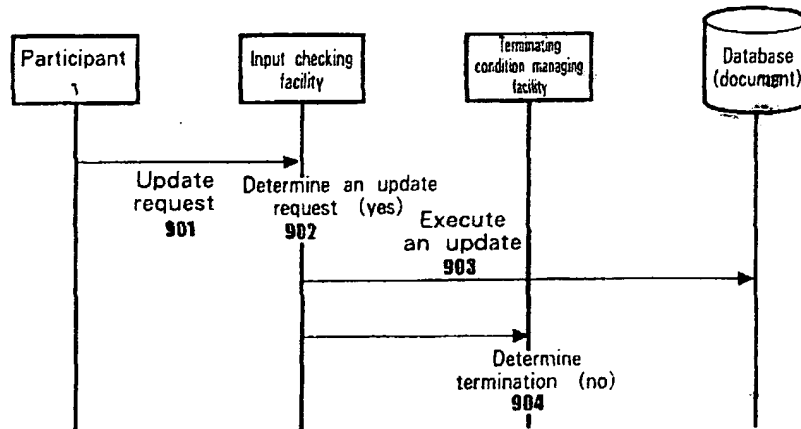 Participant
1
Input checking
facility
Terminating
condition managing
facility
Database
(document)
Update
request
901
Determine an update
request (yes)
902
Execute
an update
903
Determine
termination (no)
904